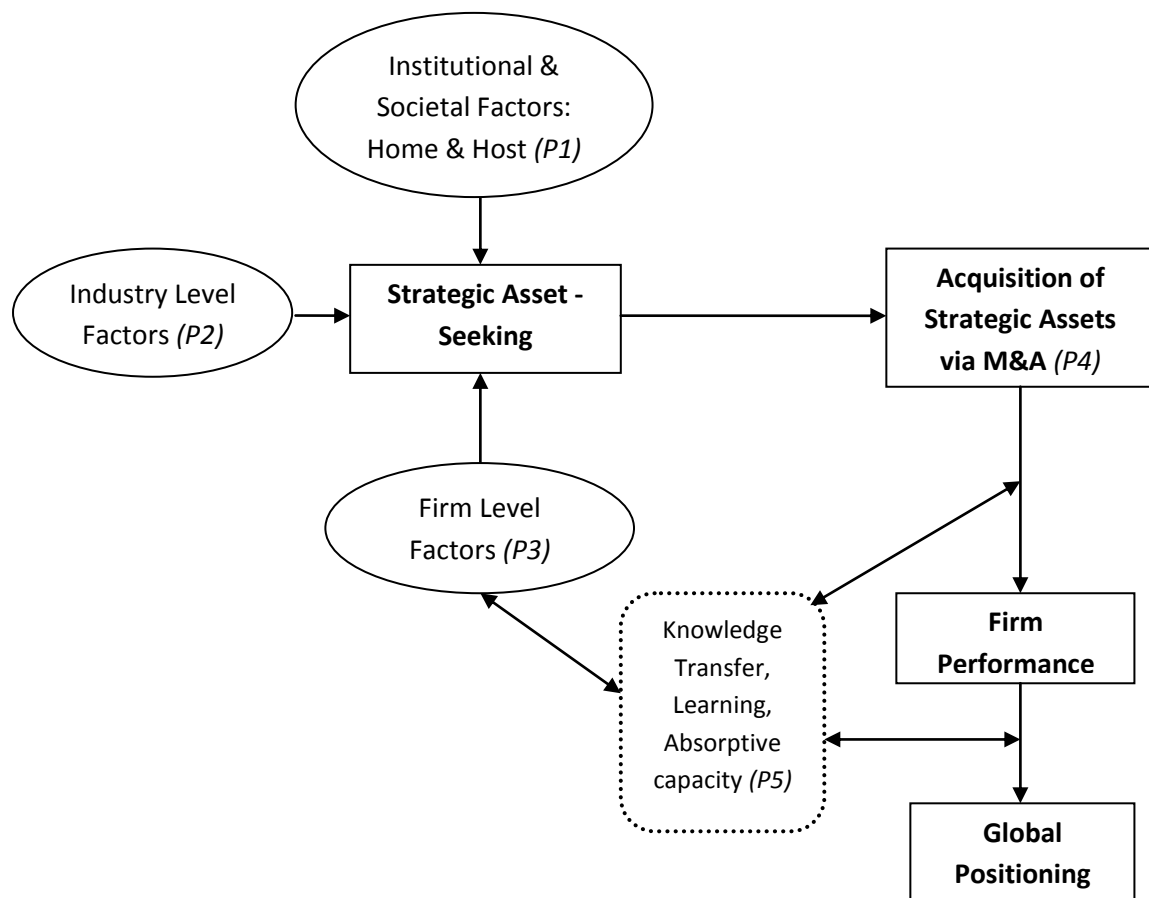 Institutional &
Societal Factors:
Home & Host (P1)
Industry Level
Factors (P2)
Strategic Asset -
Seeking
Acquisition of
Strategic Assets
via M&A (P4)
Firm Level
Factors (P3)
Knowledge
Transfer,
Learning,
Absorptive
capacity (P5)
Firm
Performance
Global
Positioning